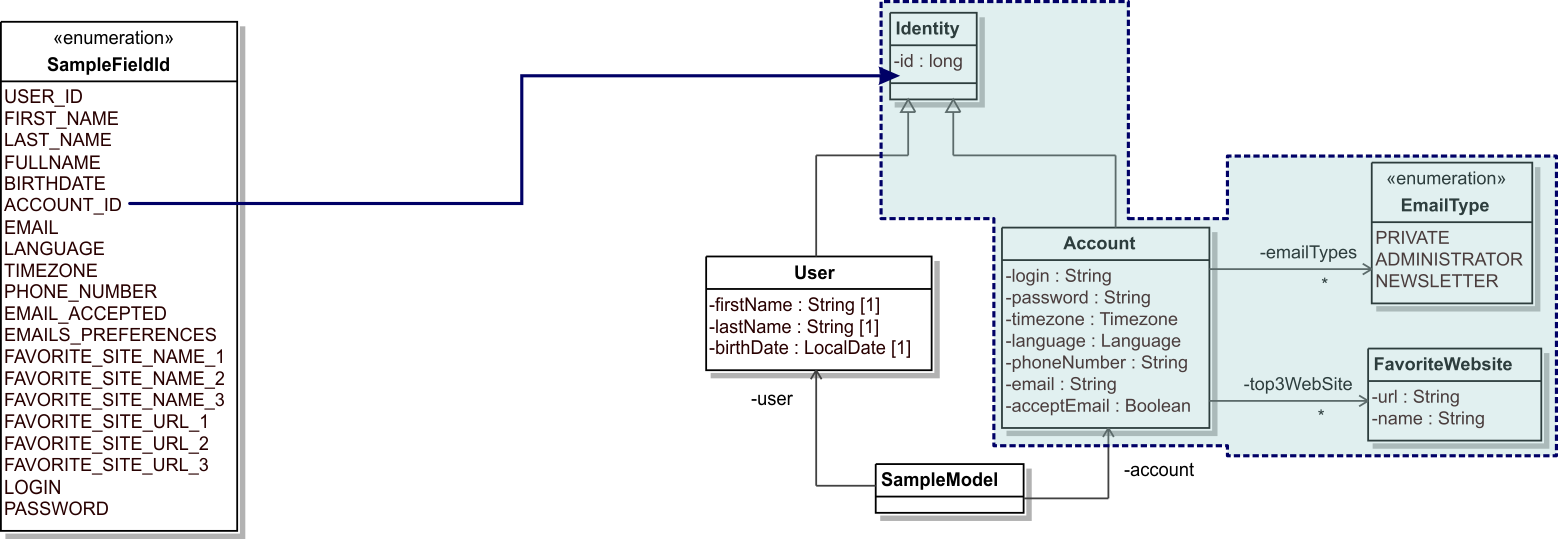 «enumeration»
SampleFieldId
USER_ID
FIRST_NAME
LAST_NAME
FULLNAME
BIRTHDATE
ACCOUNT_ID
EMAIL
LANGUAGE
TIMEZONE
PHONE_NUMBER
EMAIL_ACCEPTED
EMAILS_PREFERENCES
FAVORITE_SITE_NAME_1
FAVORITE_SITE_NAME_2
FAVORITE_SITE_NAME_3
FAVORITE_SITE_URL_1
FAVORITE_SITE_URL_2
FAVORITE_SITE_URL_3
LOGIN
PASSWORD
Identity
-id : long
User
-firstName : String [1]
-lastName : String [1]
-birthDate : LocalDate [1]
-user
Account
-login : String
-password : String
-timezone : Timezone
-language : Language
-phoneNumber : String
-email : String
-acceptEmail : Boolean
-emailTypes
*
«enumeration»
EmailType
PRIVATE
ADMINISTRATOR
NEWSLETTER
-top3WebSite
*
FavoriteWebsite
-url : String
-name : String
SampleModel
-account